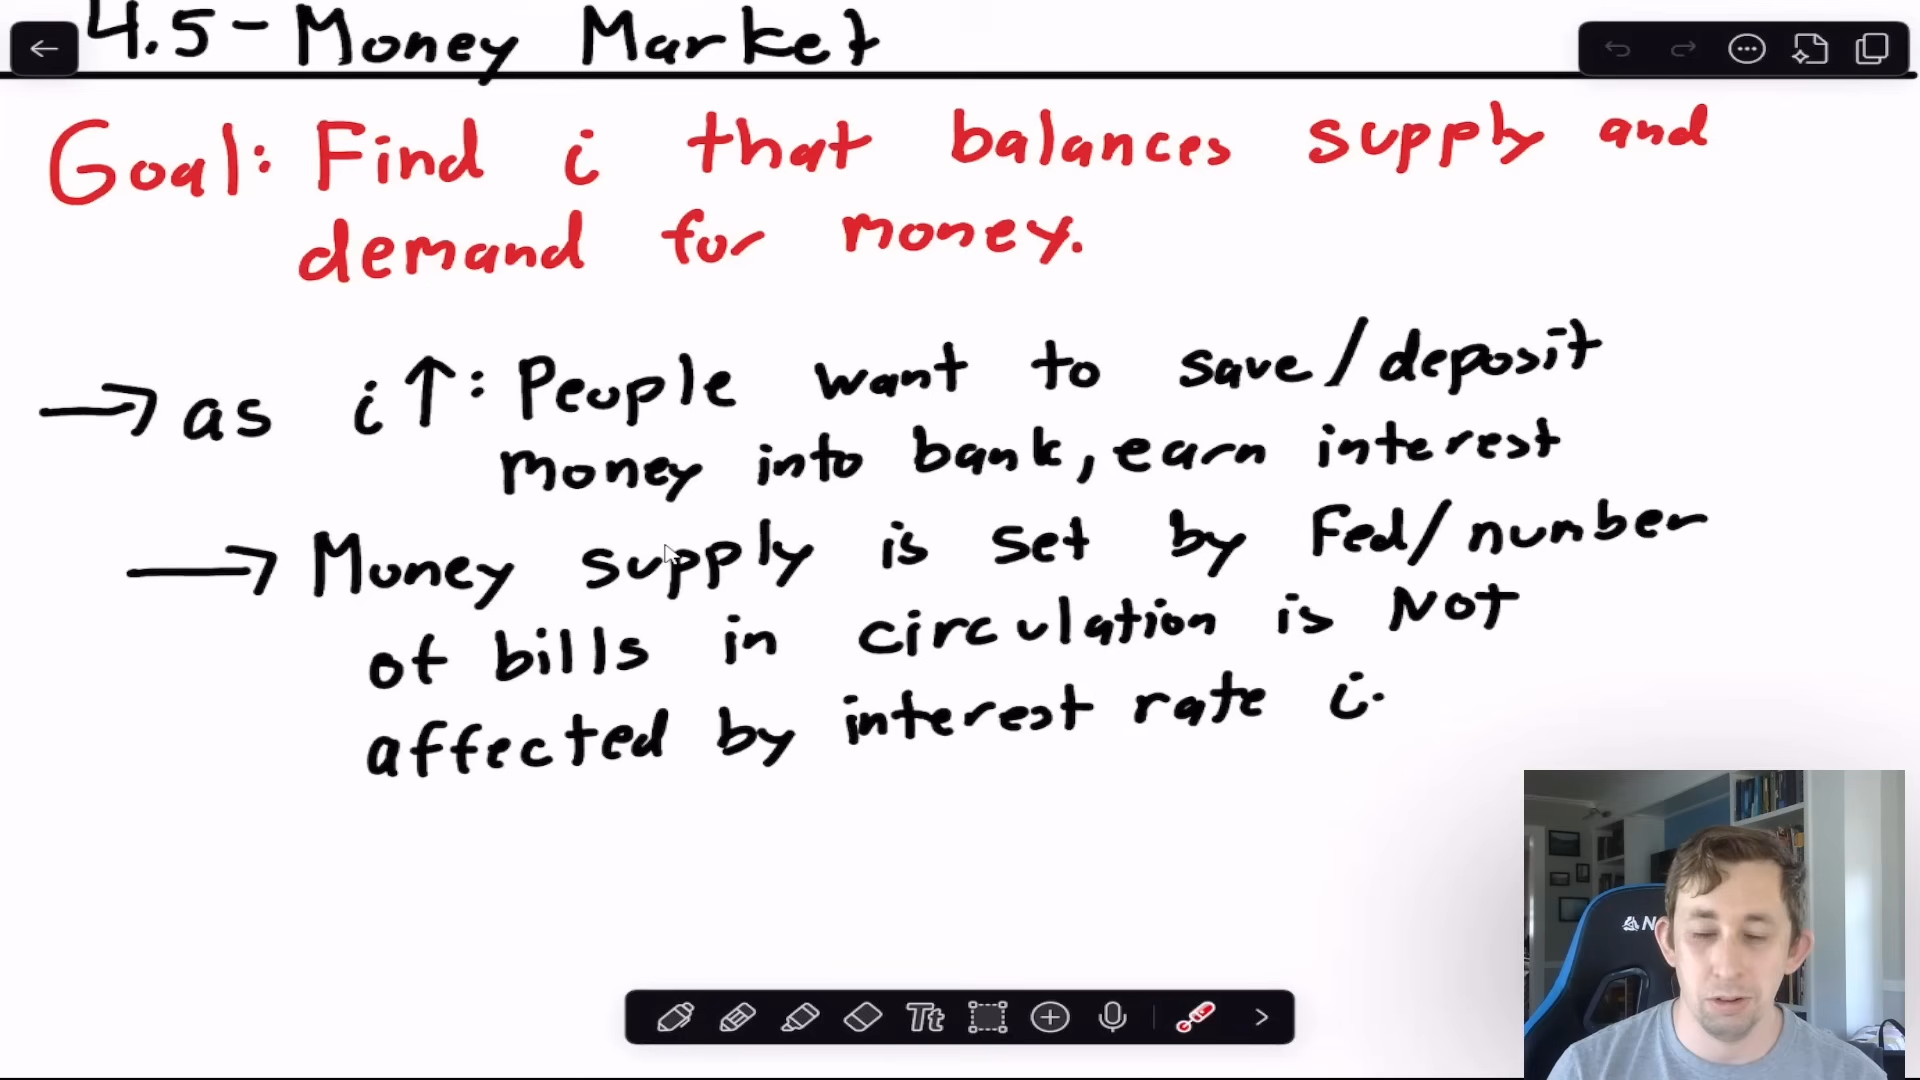 4.5 - Money Market
Goal: Find i that balances supply and
demand for money.
→ as i ↑: People want to save/deposit
money into bank, earn interest
→ Money supply is set by Fed/number
of bills in circulation is NOT
affected by interest rate i.
Tt